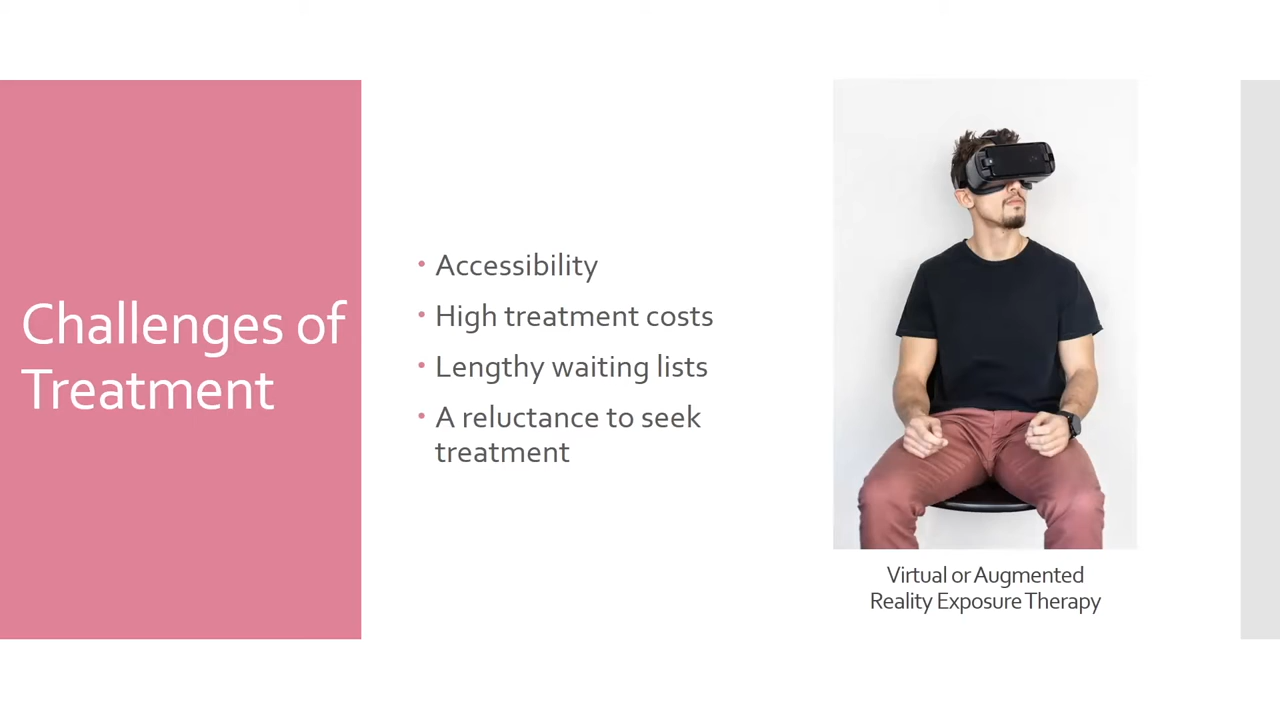 Challenges of
Treatment
• Accessibility
• High treatment costs
• Lengthy waiting lists
• A reluctance to seek
treatment
Virtual or Augmented
Reality Exposure Therapy